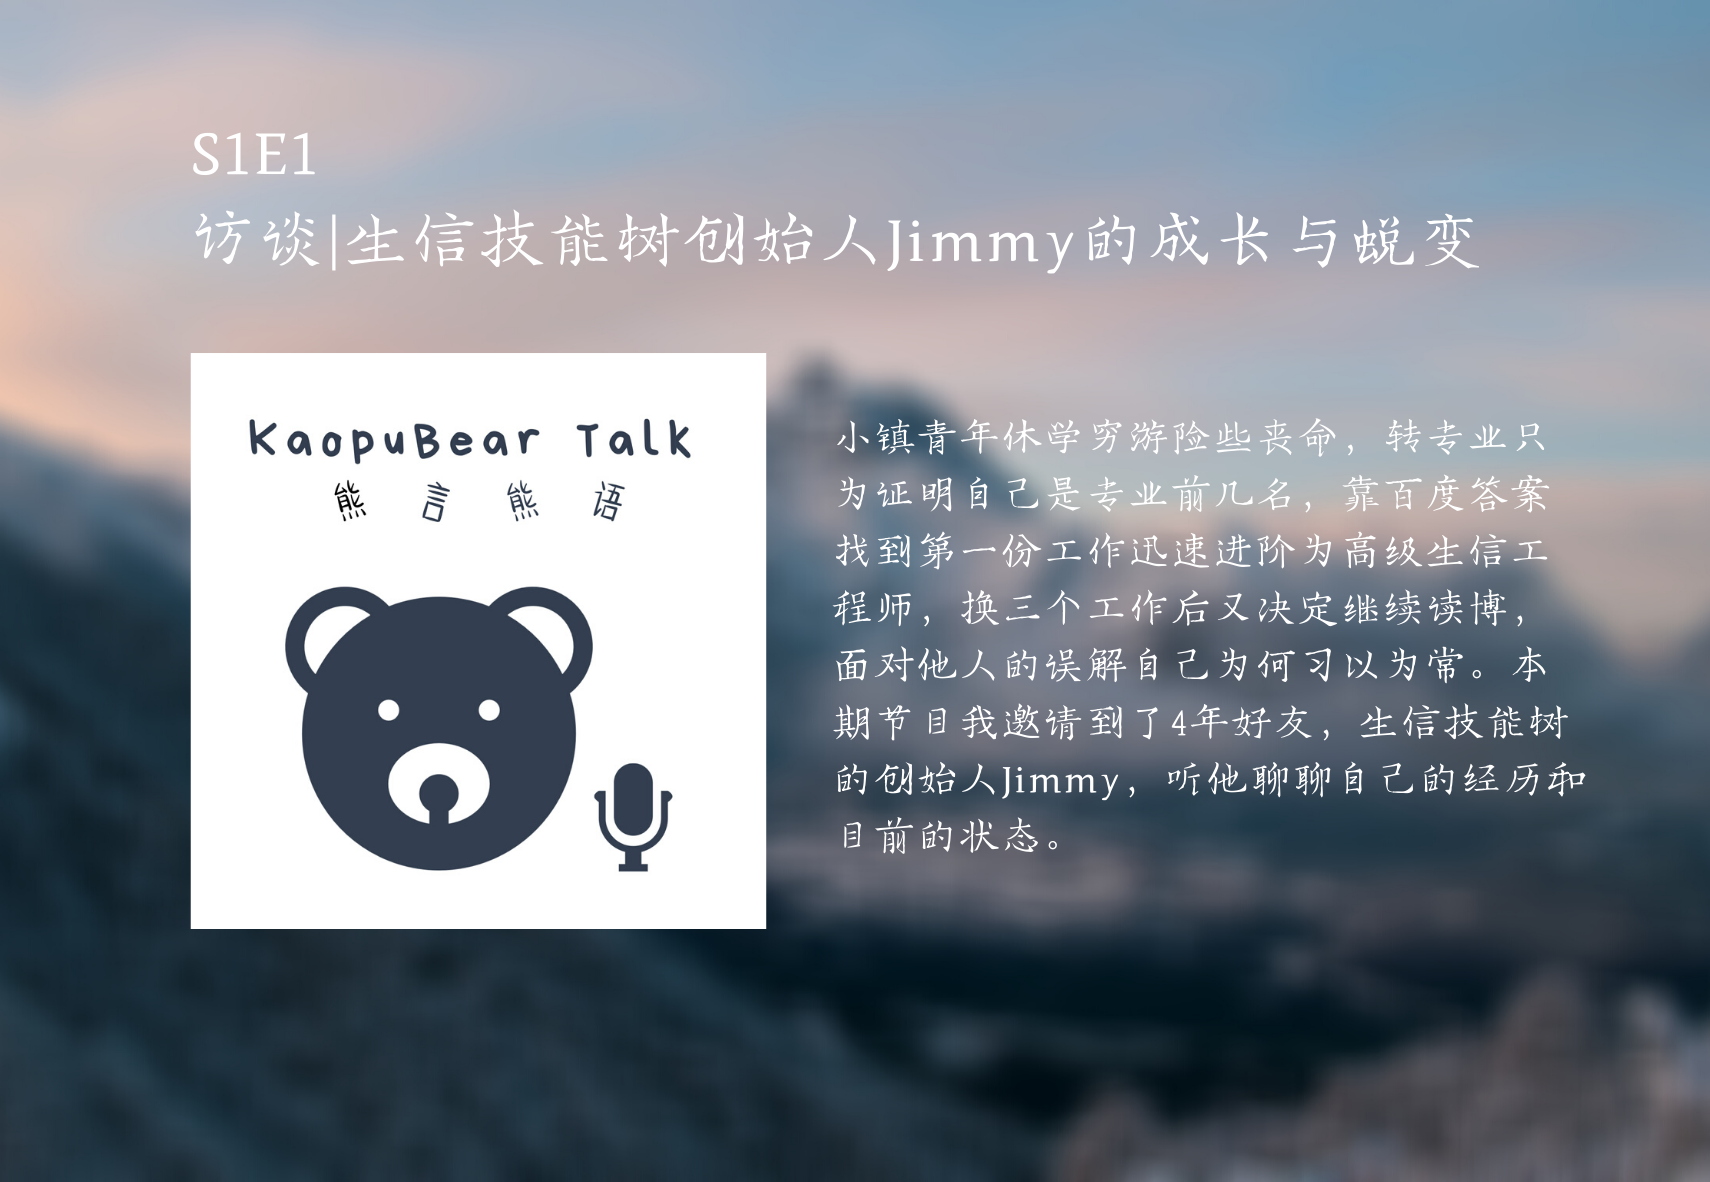 S1E1
访谈|生信技能树创始人Jimmy的成长与蜕变
KaopuBear Talk
熊言熊语
小镇青年休学穷游险些丧命，转专业只
为证明自己是专业前几名，靠百度答案
找到第一份工作迅速进阶为高级生信工
程师，换三个工作后又决定继续读博，
面对他人的误解自己为何习以为常。本
期节目我邀请到了4年好友，生信技能树
的创始人Jimmy，听他聊聊自己的经历和
目前的状态。